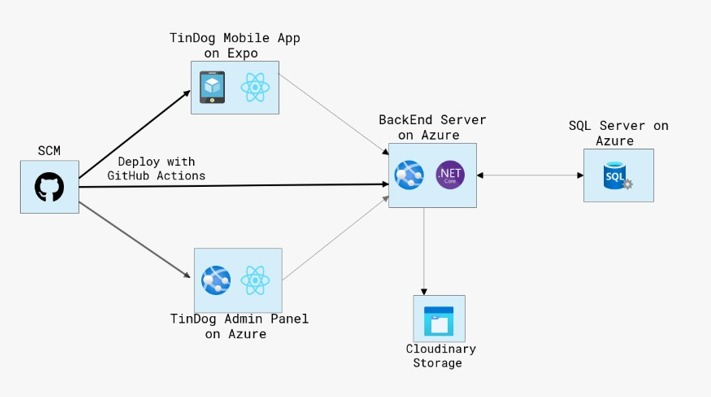 TinDog Mobile App
on Expo
SCM
Deploy with
GitHub Actions
BackEnd Server
on Azure
.NET
Core
SQL Server on
Azure
SQL
TinDog Admin Panel
on Azure
Cloudinary
Storage